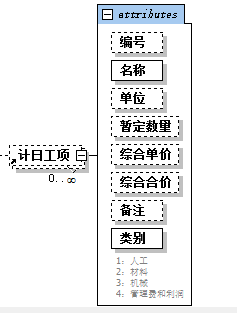 attributes
编号
名称
单位
暂定数量
计日工项
综合单价
0..∞
综合合价
备注
类别
1：人工
2：材料
3：机械
4：管理费和利润